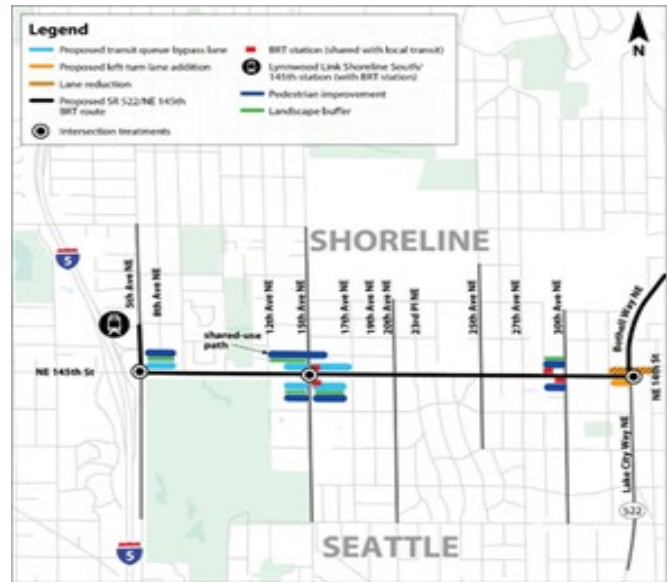 Legend
Proposed transit queue bypass lane
Proposed left-turn lane addition
Lane reduction
Proposed SR 522/NE 145th
BRT route
Intersection treatments
BRT station (shared with local transit)
Lynnwood Link Shoreline South/
145th station (with BRT station)
Pedestrian improvement
Landscape buffer
N
SHORELINE
5
5th Ave NE
8th Ave NE
12th Ave NE
15th Ave NE
17th Ave NE
19th Ave NE
20th Ave NE
23rd Pl NE
25th Ave NE
27th Ave NE
30th Ave NE
Bothell Way NE
shared-use
path
NE 145th St
Lake City Way NE
522
5
SEATTLE